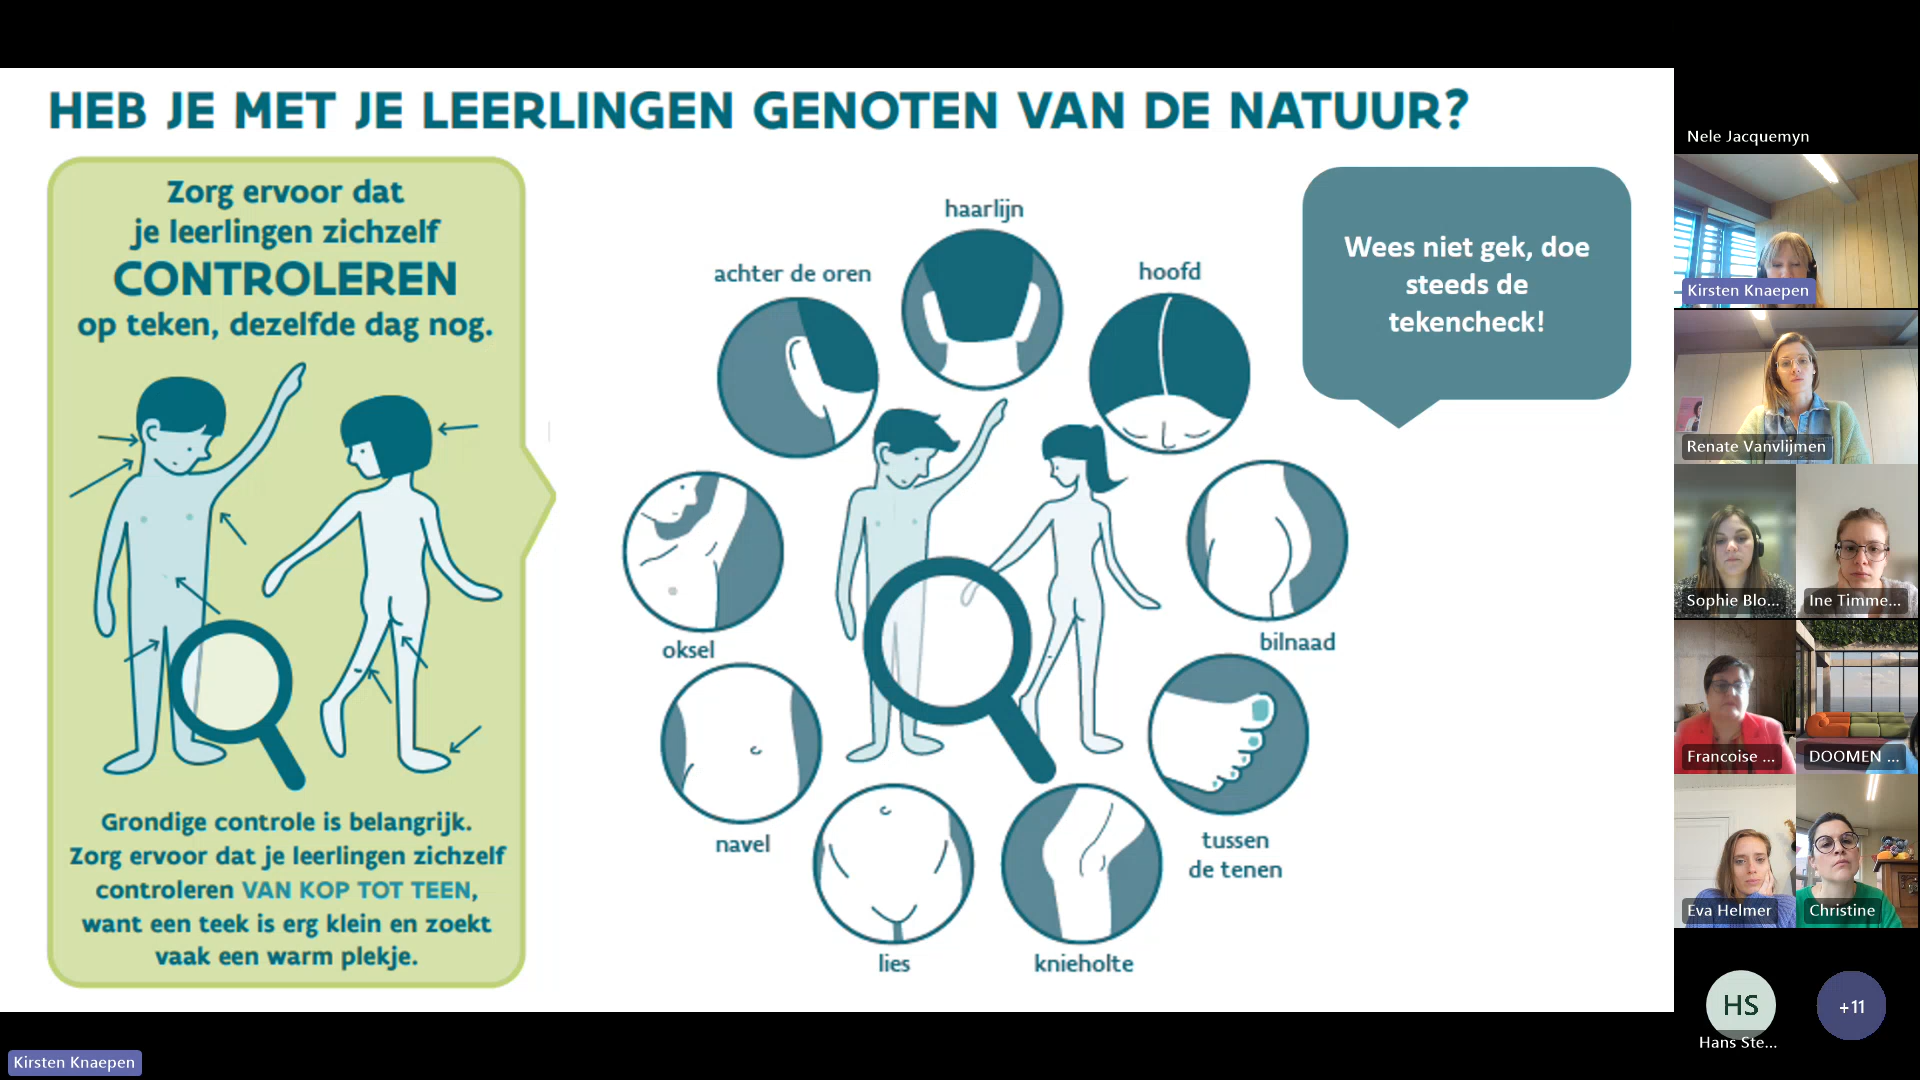 HEB JE MET JE LEERLINGEN GENOTEN VAN DE NATUUR?
Zorg ervoor dat
je leerlingen zichzelf
CONTROLEREN
op teken, dezelfde dag nog.
Grondige controle is belangrijk.
Zorg ervoor dat je leerlingen zichzelf
controleren VAN KOP TOT TEEN,
want een teek is erg klein en zoekt
vaak een warm plekje.
haarlijn
achter de oren
hoofd
oksel
bilnaad
navel
tussen
de tenen
lies
knieholte
Wees niet gek, doe
steeds de
tekencheck!
Nele Jacquemyn
Kirsten Knaepen
Renate Vanvlijmen
Sophie Blo...
Ine Timme...
Francoise ...
DOOMEN ...
Eva Helmer
Christine
HS
Hans Ste...
+11
Kirsten Knaepen